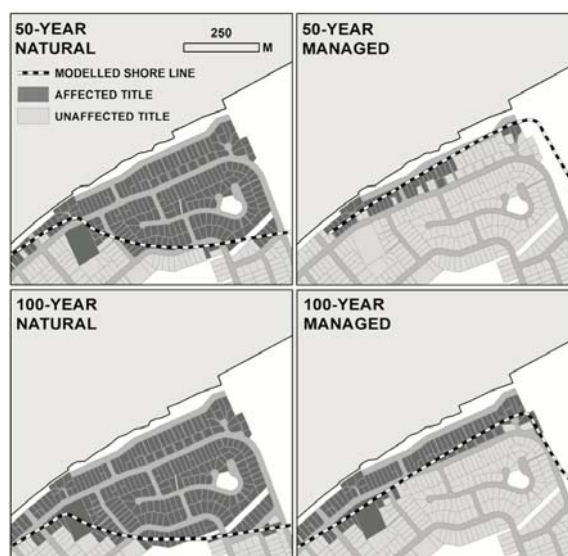 50-YEAR
NATURAL
250
M
MODELLED SHORE LINE
AFFECTED TITLE
UNAFFECTED TITLE
50-YEAR
MANAGED
100-YEAR
NATURAL
100-YEAR
MANAGED